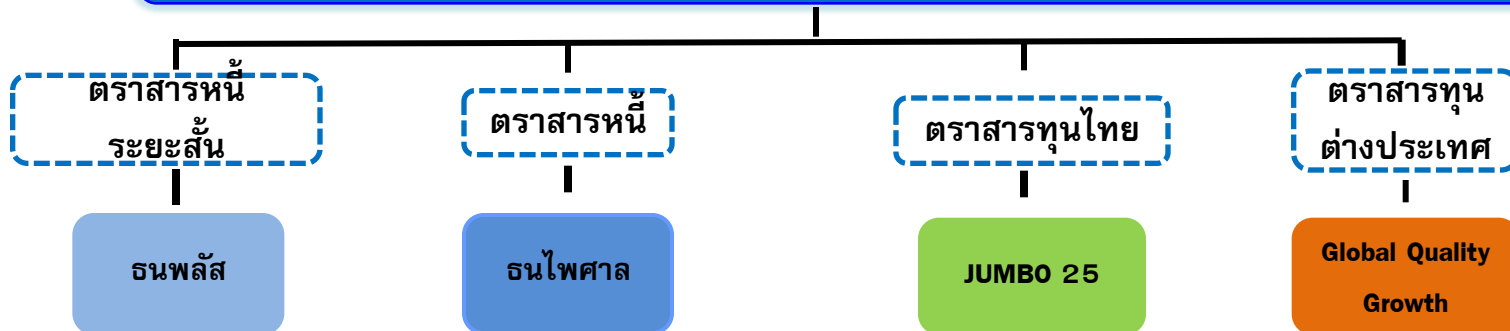 ตราสารหนี้
ระยะสั้น
ตราสารหนี้
ตราสารทุนไทย
ตราสารทุน
ต่างประเทศ
ธนพลัส
ธนไพศาล
JUMBO 25
Global Quality
Growth